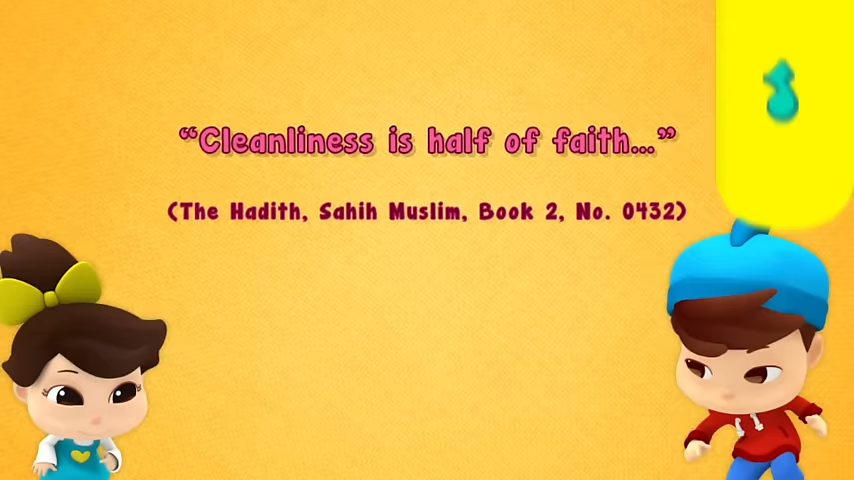 “Cleanliness is half of faith...”
(The Hadith, Sahih Muslim, Book 2, No. 0432)